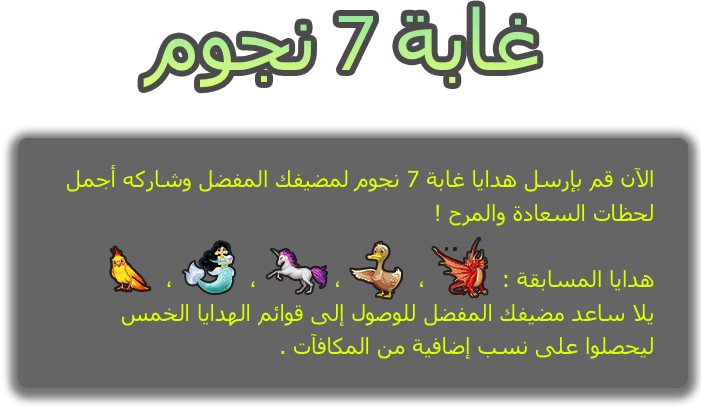 غابة 7 نجوم
الآن قم بإرسل هدايا غابة 7 نجوم لمضيفك المفضل وشاركه أجمل
لحظات السعادة والمرح !
هدايا المسابقة : ، ، ، ،
يلا ساعد مضيفك المفضل للوصول إلى قوائم الهدايا الخمس
ليحصلوا على نسب إضافية من المكافآت .